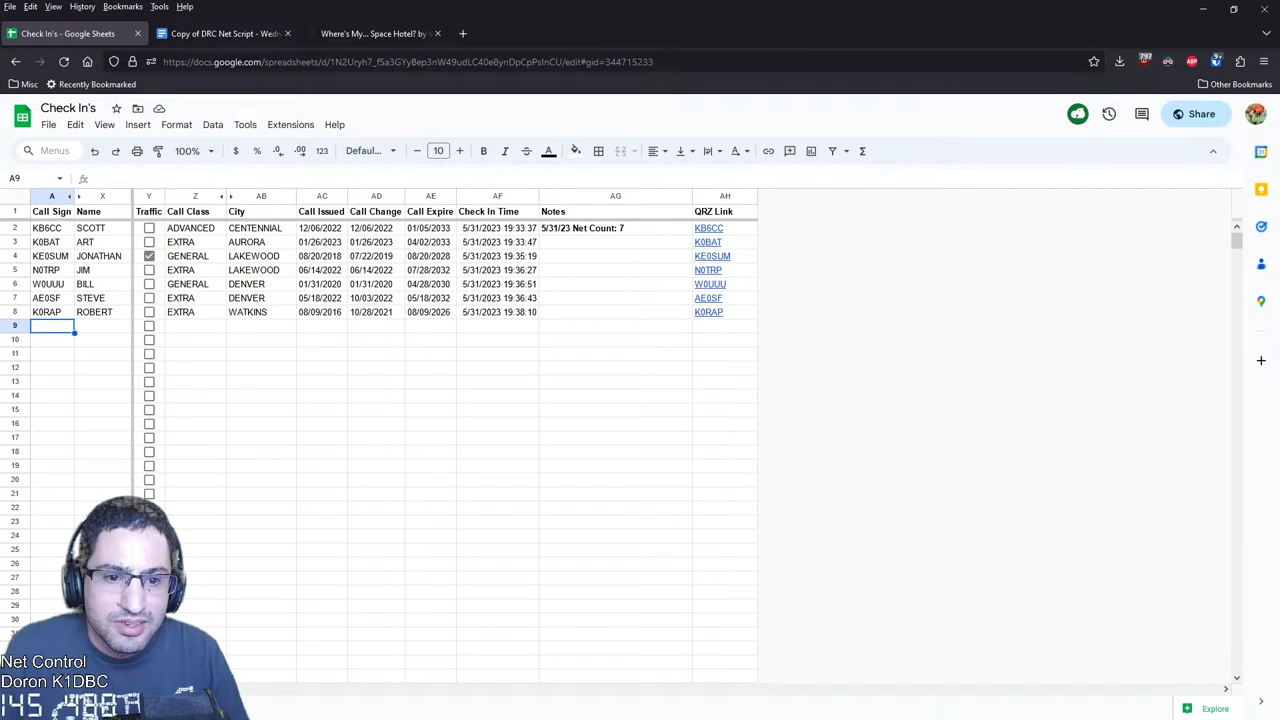 File Edit View History Bookmarks Tools Help
Check In's - Google Sheets
Copy of DRC Net Script - Wedn
Where's My... Space Hotel? by W
https://docs.google.com/spreadsheets/d/1N2Uryh7_f5a3GYyBep3nW49udLC40e8ynDpCpPsInCU/edit#gid=344715233
797
ABP
Misc
Recently Bookmarked
Other Bookmarks
Check In's
File Edit View Insert Format Data Tools Extensions Help
Share
Menus
100%
$ % .0 .00 123
Defaul...
10
B I A
A9
fx
A X Y Z AB AC AD AE AF AG AH
1 Call Sign Name Traffic Call Class City Call Issued Call Change Call Expire Check In Time Notes QRZ Link
2 KB6CC SCOTT ADVANCED CENTENNIAL 12/06/2022 12/06/2022 01/05/2033 5/31/2023 19:33:37 5/31/23 Net Count: 7 KB6CC
3 K0BAT ART EXTRA AURORA 01/26/2023 01/26/2023 04/02/2033 5/31/2023 19:33:47 K0BAT
4 KE0SUM JONATHAN GENERAL LAKEWOOD 08/20/2018 07/22/2019 08/20/2028 5/31/2023 19:35:19 KE0SUM
5 N0TRP JIM EXTRA LAKEWOOD 06/14/2022 06/14/2022 07/28/2032 5/31/2023 19:36:27 N0TRP
6 W0UUU BILL GENERAL DENVER 01/31/2020 01/31/2020 04/28/2030 5/31/2023 19:36:51 W0UUU
7 AE0SF STEVE EXTRA DENVER 05/18/2022 10/03/2022 05/18/2032 5/31/2023 19:36:43 AE0SF
8 K0RAP ROBERT EXTRA WATKINS 08/09/2016 10/28/2021 08/09/2026 5/31/2023 19:38:10 K0RAP
9
10
11
12
13
14
15
16
17
18
19
20
21
22
23
24
25
26
27
28
29
30
Net Control
Doron K1DBC
Explore